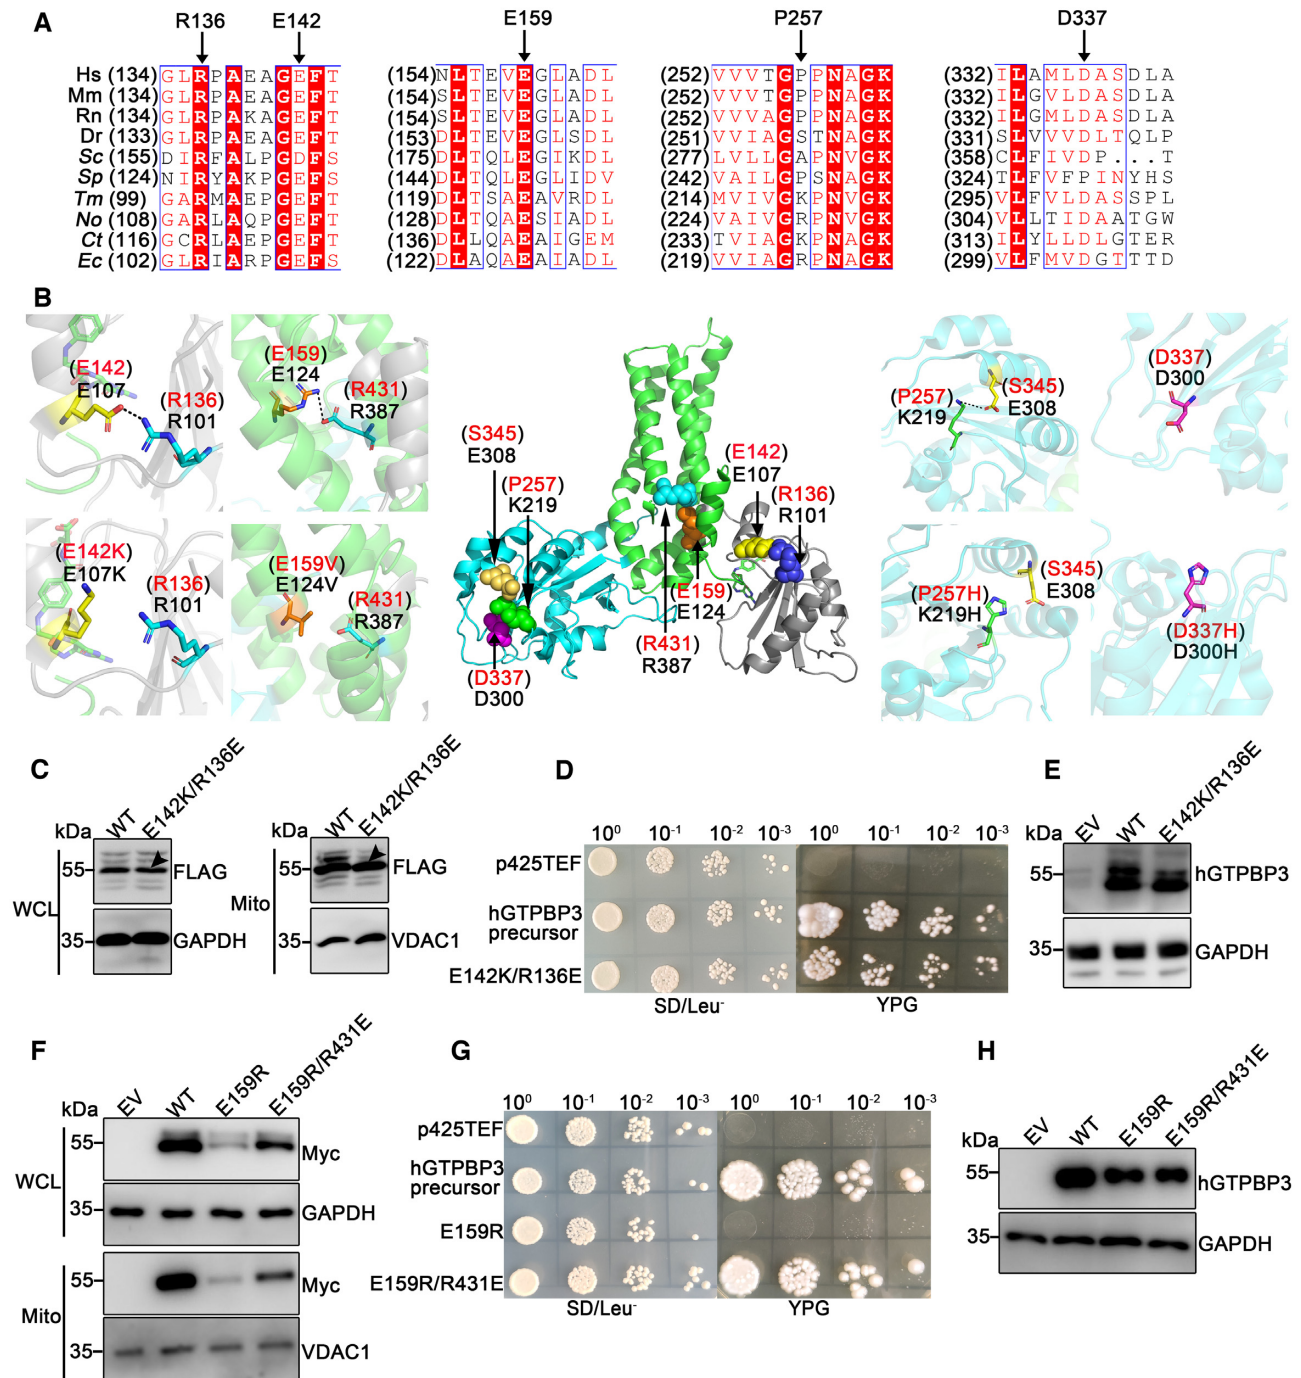 A
R136 E142 E159 P257 D337
Hs (134) GLRPAEAGEFT (154) NLTEVEGLADL (252) VVVTGPPNAGK (332) ILAMLDASDLA
Mm (134) GLRPAEAGEFT (154) SLTEVEGLADL (252) VVVTGPPNAGK (332) ILGVLDASDLA
Rn (134) GLRPAKAGEFT (154) SLTEVEGLADL (252) VVVAGPPNAGK (332) ILGMLDASDLA
Dr (133) GLRPAEAGEFT (153) DLTEVEGLSDL (251) VVIAGSTNAGK (331) SLVVVDLTQLP
Sc (155) DIRFALPGDFS (175) DLTQLEGIKDL (277) LVLLGAPNVGK (358) CLFIVDP...T
Sp (124) NIRYAKPGEFS (144) DLTQLEGLIDV (242) VAILGPSNAGK (324) TLFVFPINYHS
Tm (99) GARMAEPGEFT (119) DLTSAEAVRDL (214) MVIVGKPNVGK (295) VLFVLDASSPL
No (108) GARLAQPGEFT (128) DLTQAESIADL (224) VAIVGRPNVGK (304) VLLTIDAATGW
Ct (116) GCRLAEPGEFS (136) DLLQAEAIGEM (233) TVIAGKPNAGK (313) ILYLLDLGTER
Ec (102) GLRIARPGEFT (122) DLAQAEAIADL (219) VVIAGRPNAGK (299) VLFMVDGTTTD
B
(E142)
E107
(R136)
R101
(E159)
E124
(R431)
R387
(E142K)
E107K
(R136)
R101
(E159V)
E124V
(R431)
R387
(S345)
E308
(P257)
K219
(E142)
E107
(R136)
R101
(E159)
E124
(R431)
R387
(D337)
D300
(P257)
K219
(S345)
E308
(D337)
D300
(P257H)
K219H
(S345)
E308
(D337H)
D300H
C
kDa WT E142K/R136E
WCL 55 FLAG
35 GAPDH
kDa WT E142K/R136E
Mito 55 FLAG
35 VDAC1
D
10⁰ 10⁻¹ 10⁻² 10⁻³ 10⁰ 10⁻¹ 10⁻² 10⁻³
p425TEF
hGTPBP3
precursor
E142K/R136E
SD/Leu⁻ YPG
E
kDa EV WT E142K/R136E
55 hGTPBP3
35 GAPDH
F
kDa EV WT E159R E159R/R431E
WCL 55 Myc
35 GAPDH
Mito 55 Myc
35 VDAC1
G
10⁰ 10⁻¹ 10⁻² 10⁻³ 10⁰ 10⁻¹ 10⁻² 10⁻³
p425TEF
hGTPBP3
precursor
E159R
E159R/R431E
SD/Leu⁻ YPG
H
kDa EV WT E159R E159R/R431E
55 hGTPBP3
35 GAPDH